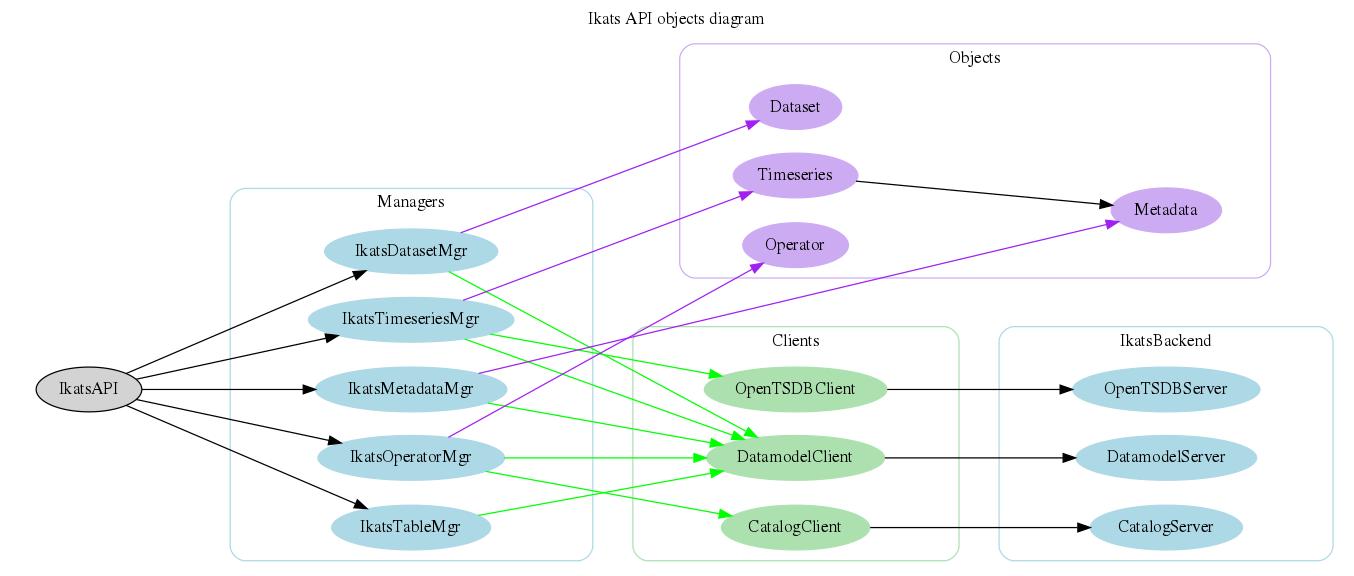 Ikats API objects diagram
Objects
Dataset
Timeseries
Metadata
Operator
Managers
IkatsDatasetMgr
IkatsTimeseriesMgr
IkatsAPI
IkatsMetadataMgr
IkatsOperatorMgr
IkatsTableMgr
Clients
OpenTSDBClient
DatamodelClient
CatalogClient
IkatsBackend
OpenTSDBServer
DatamodelServer
CatalogServer